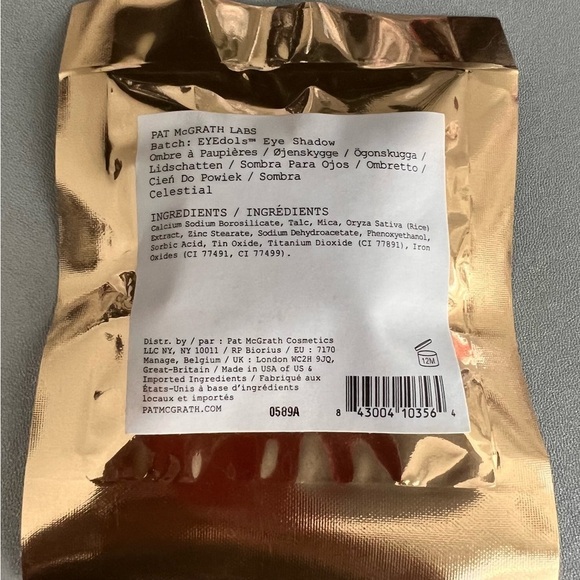 PAT McGRATH LABS
Batch: EYEdols™ Eye Shadow
Ombre à Paupières / Øjenskygge / Ögonskugga /
Lidschatten / Sombra Para Ojos / Ombretto /
Cień Do Powiek / Sombra
Celestial
INGREDIENTS / INGRÉDIENTS
Calcium Sodium Borosilicate, Talc, Mica, Oryza Sativa (Rice)
Extract, Zinc Stearate, Sodium Dehydroacetate, Phenoxyethanol,
Sorbic Acid, Tin Oxide, Titanium Dioxide (CI 77891), Iron
Oxides (CI 77491, CI 77499).
Distr. by / par : Pat McGrath Cosmetics
LLC NY, NY 10011 / RP Biorius / EU : 7170
Manage, Belgium / UK : London WC2H 9JQ,
Great-Britain / Made in USA of US &
Imported Ingredients / Fabriqué aux
États-Unis à base d'ingrédients
locaux et importés
PATMCGRATH.COM
0589A
12M
8 43004 10356 4